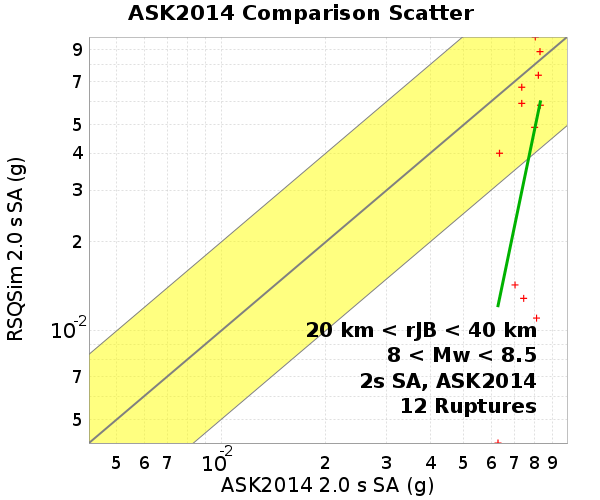 ASK2014 Comparison Scatter
RSQSim 2.0 s SA (g)
9
7
5
4
3
2
10-2
7
5
20 km < rJB < 40 km
8 < Mw < 8.5
2s SA, ASK2014
12 Ruptures
5 6 7 10-2 2 3 4 5 6 7 8 9
ASK2014 2.0 s SA (g)